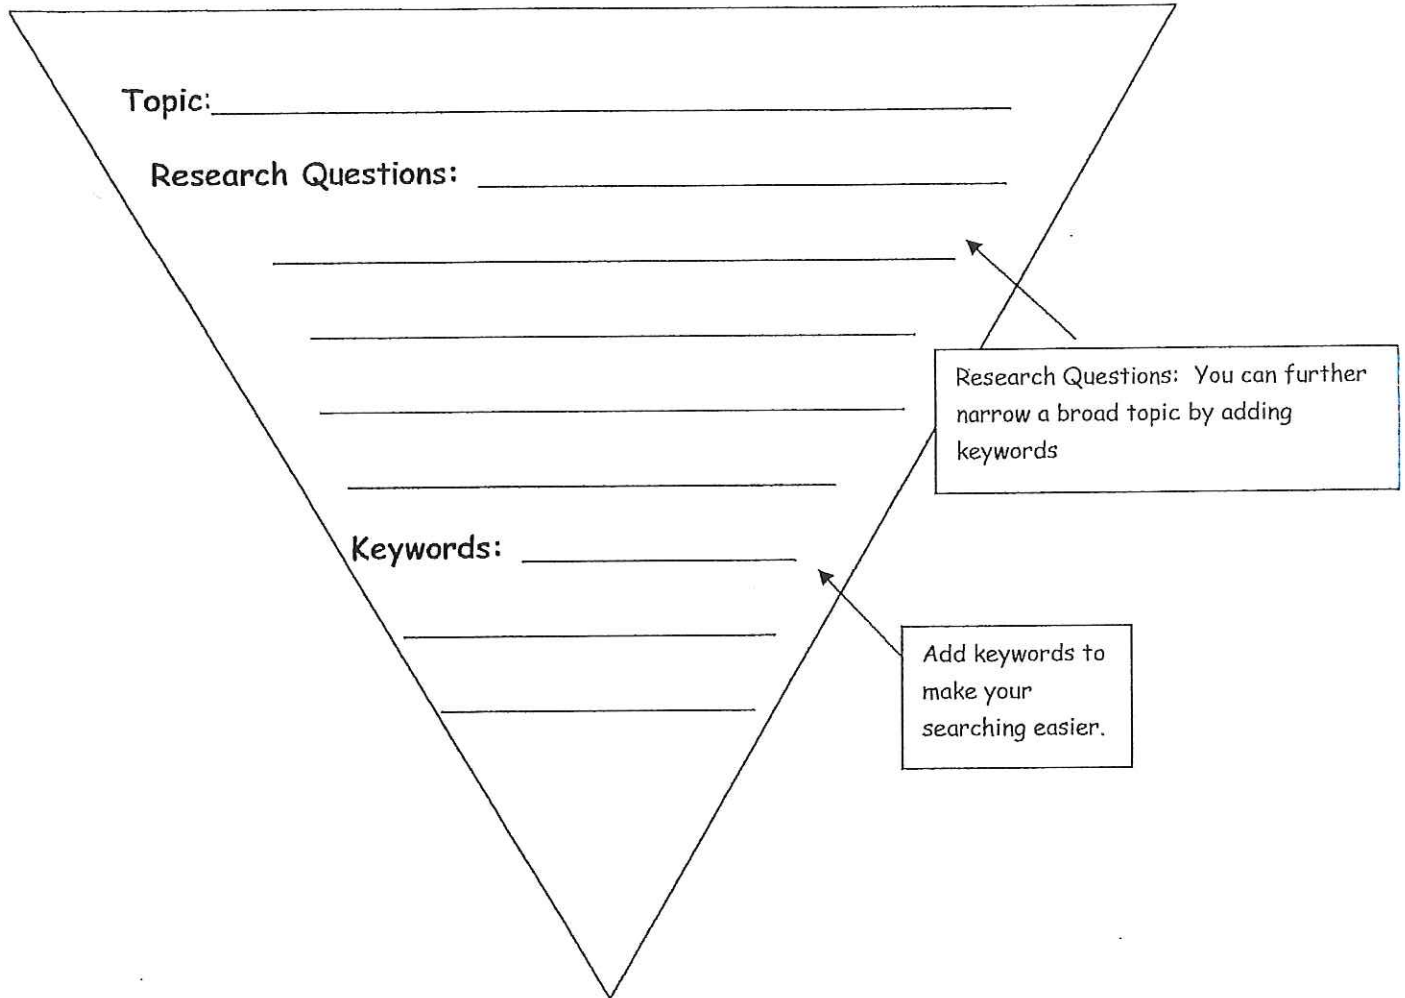 Topic:
Research Questions:
Research Questions: You can further
narrow a broad topic by adding
keywords
Keywords:
Add keywords to
make your
searching easier.